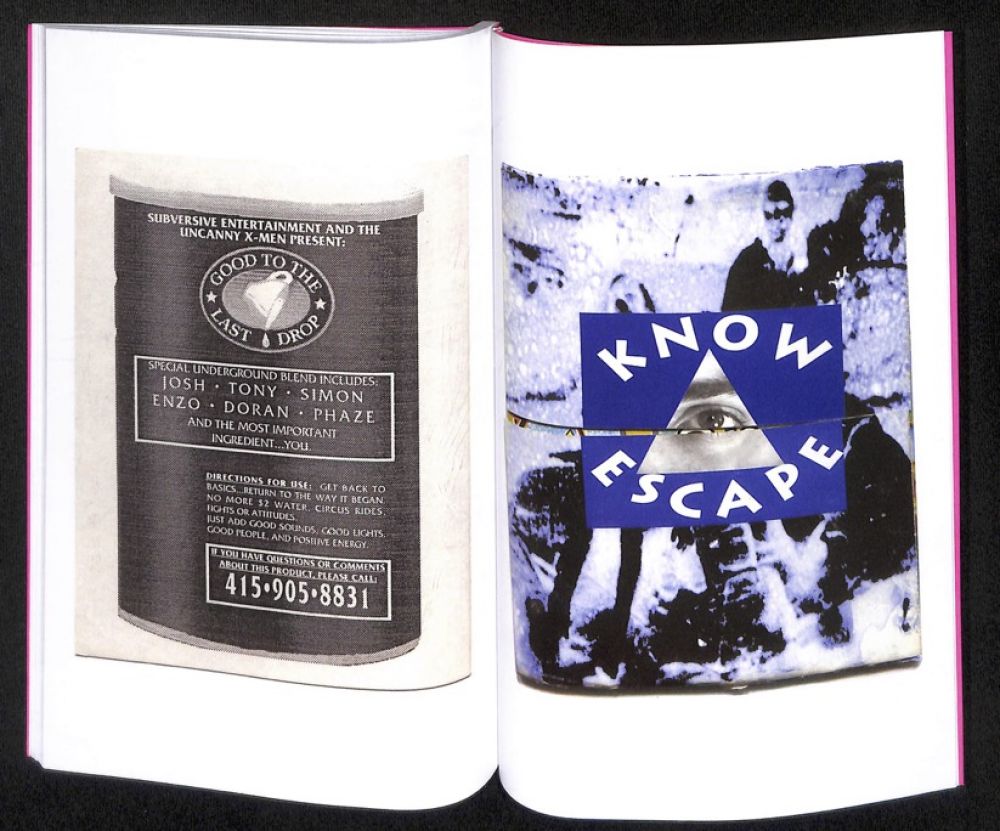 SUBVERSIVE ENTERTAINMENT AND THE
UNCANNY X-MEN PRESENT:
GOOD TO THE
LAST DROP
SPECIAL UNDERGROUND BLEND INCLUDES:
JOSH • TONY • SIMON
ENZO • DORAN • PHAZE
AND THE MOST IMPORTANT
INGREDIENT...YOU.
DIRECTIONS FOR USE: GET BACK TO
BASICS...RETURN TO THE WAY IT BEGAN.
NO MORE $2 WATER, CIRCUS RIDES,
FIGHTS OR ATTITUDES.
JUST ADD GOOD SOUNDS, GOOD LIGHTS,
GOOD PEOPLE, AND POSITIVE ENERGY.
IF YOU HAVE QUESTIONS OR COMMENTS
ABOUT THIS PRODUCT, PLEASE CALL:
415•905•8831
KNOW
ESCAPE